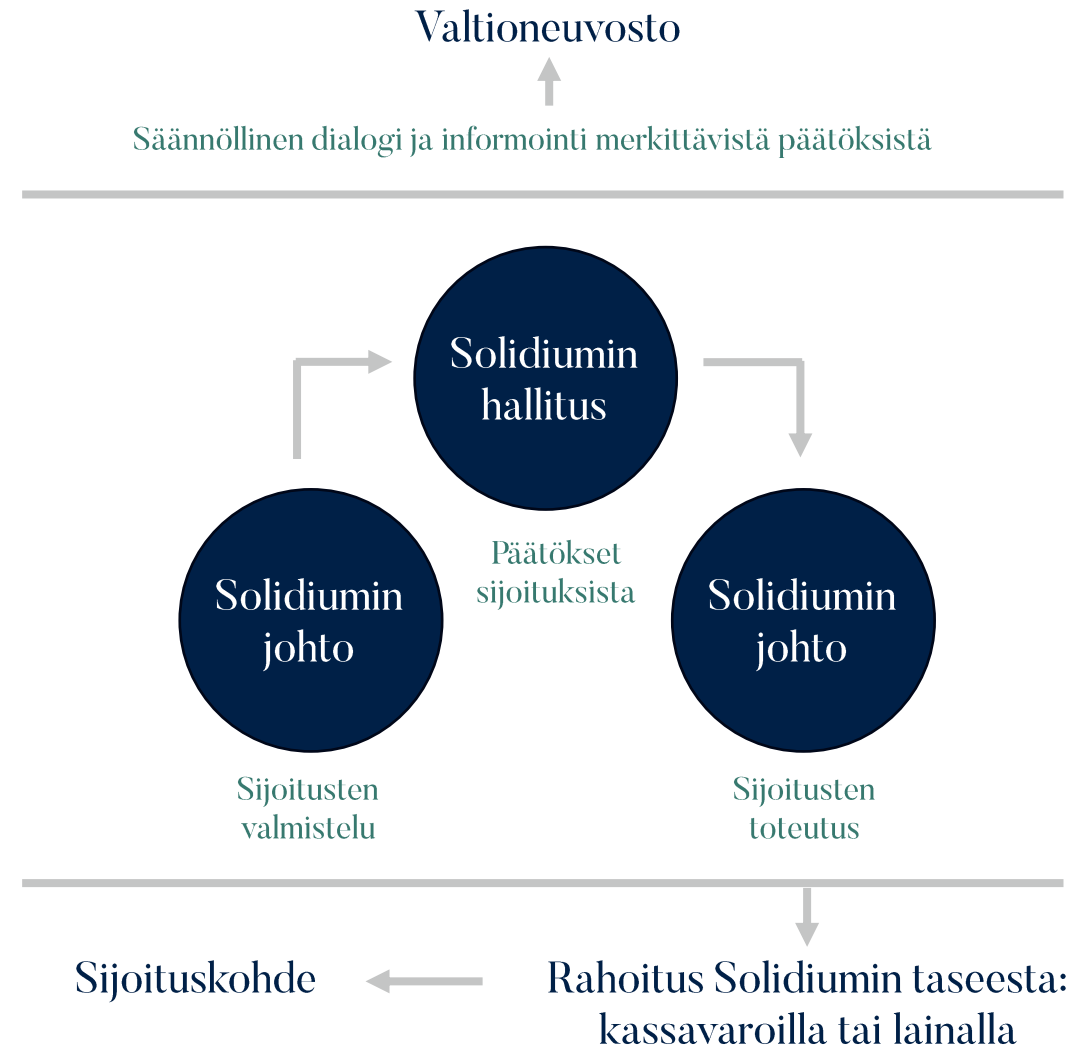 Valtioneuvosto
Säännöllinen dialogi ja informointi merkittävistä päätöksistä
Solidiumin
hallitus
Päätökset
sijoituksista
Solidiumin
johto
Sijoitusten
valmistelu
Solidiumin
johto
Sijoitusten
toteutus
Sijoituskohde
Rahoitus Solidiumin taseesta:
kassavaroilla tai lainalla